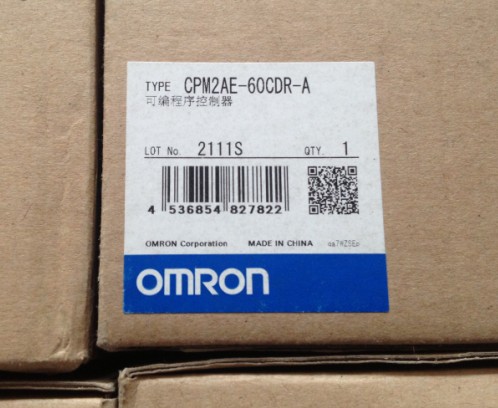 TYPE CPM2AE-60CDR-A
可编程序控制器
LOT No. 2111S QTY. 1
4 536854 827822
OMRON Corporation MADE IN CHINA
OMRON